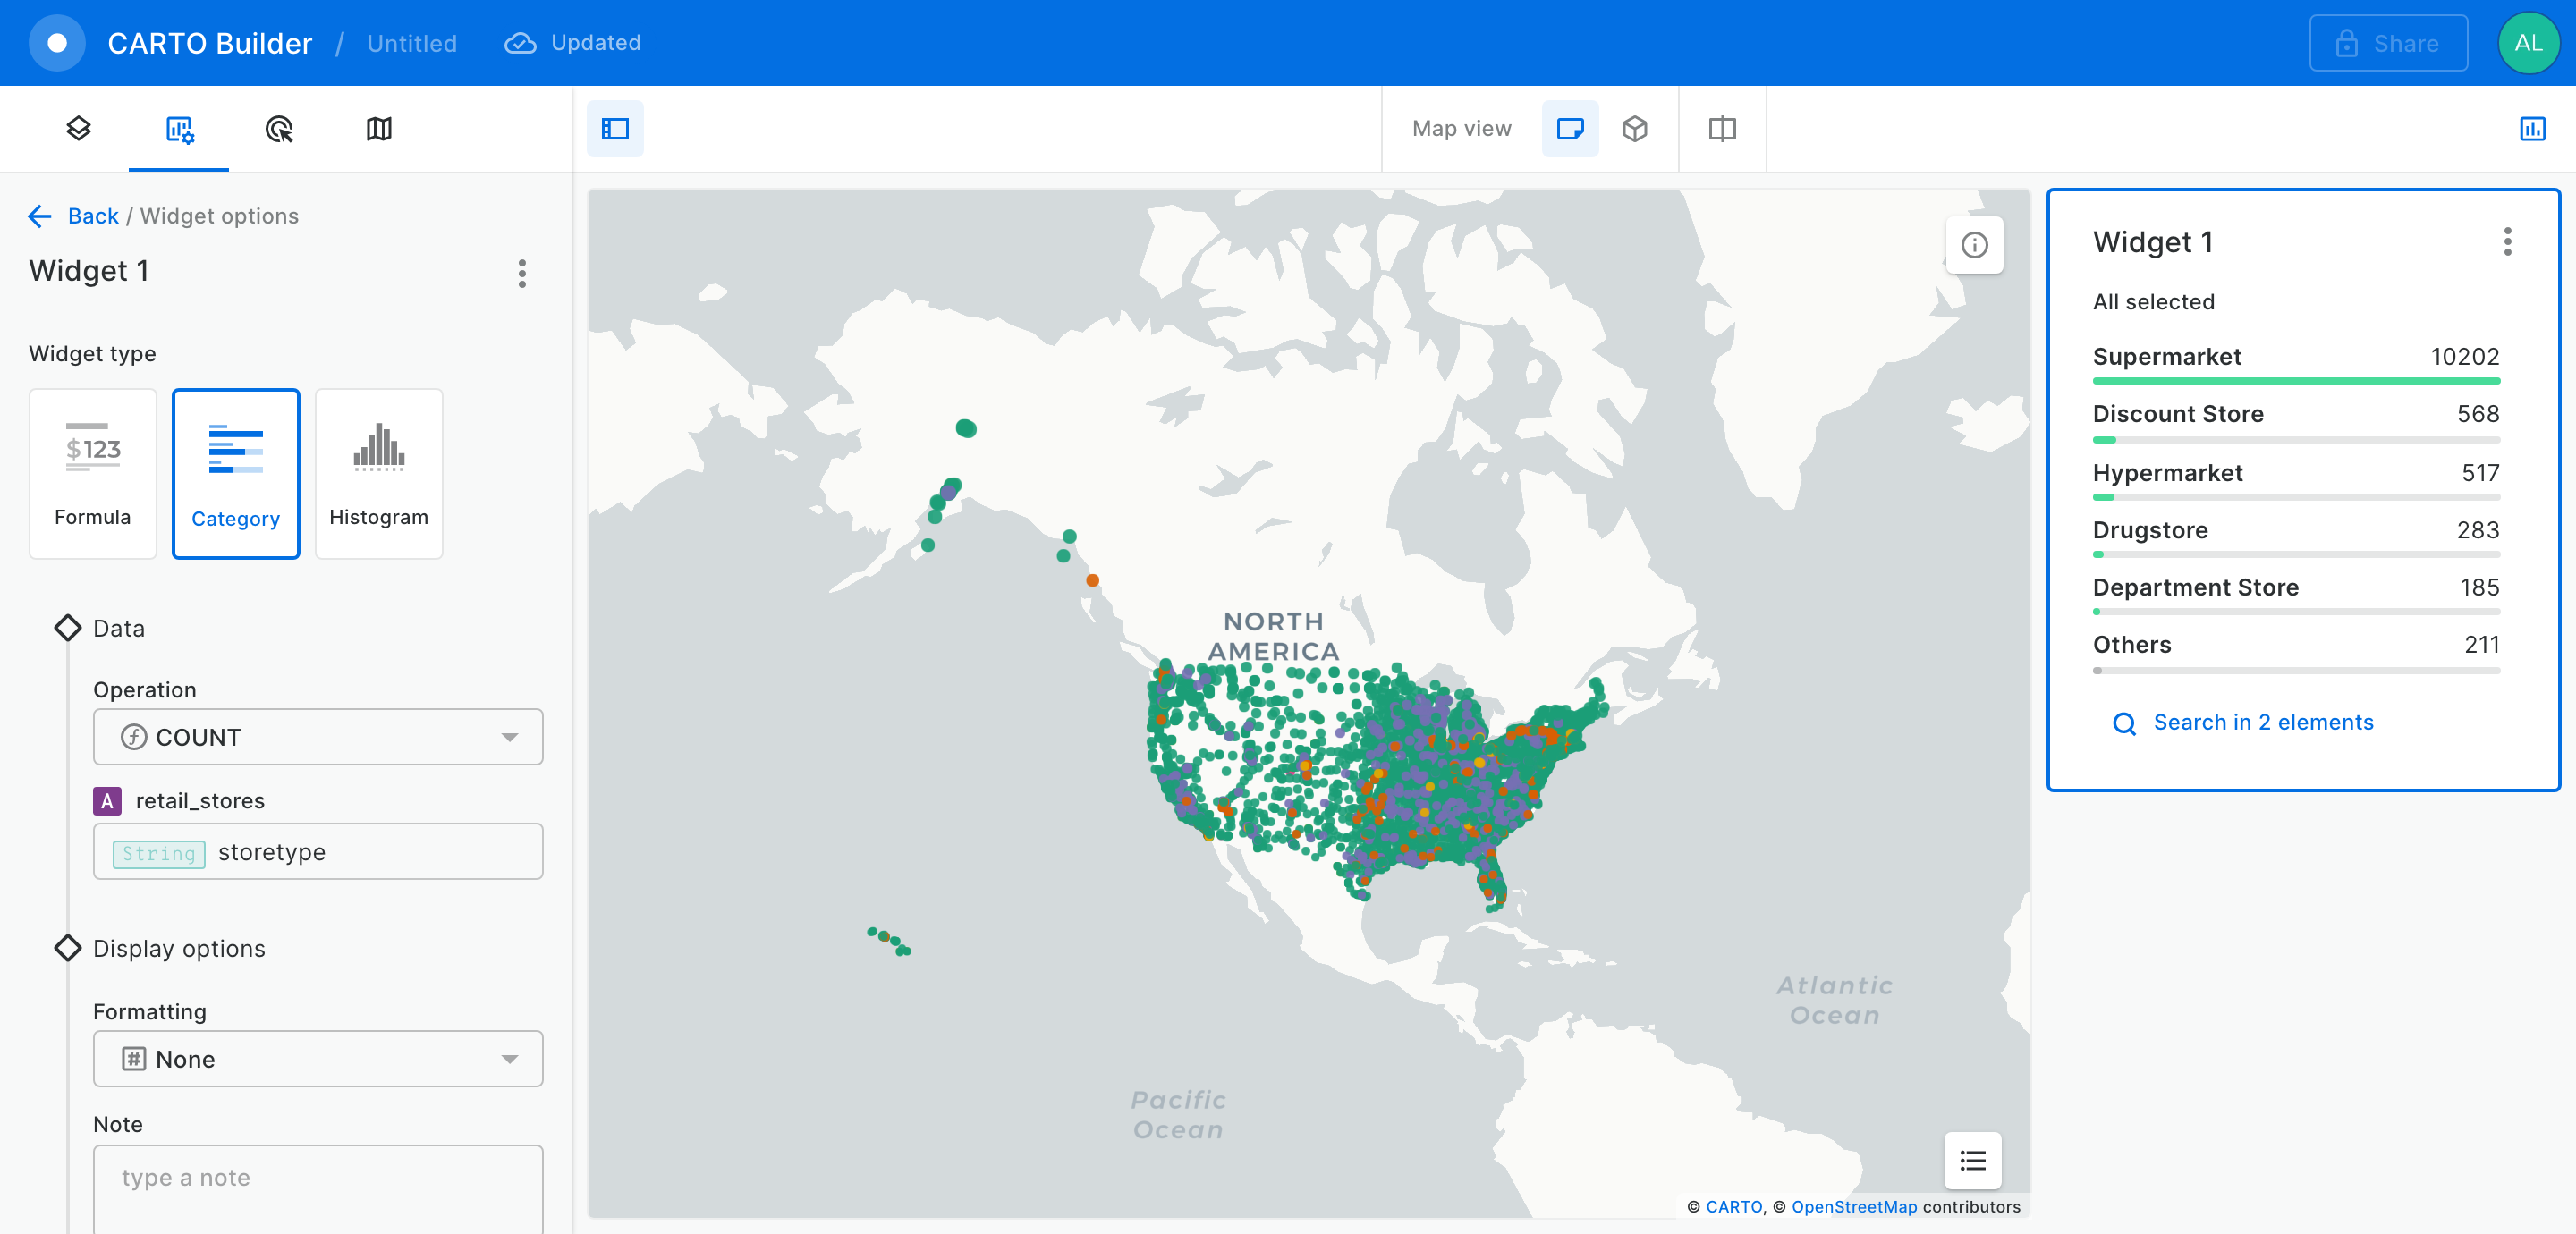 CARTO Builder / Untitled Updated
Share AL
Map view
Back / Widget options
Widget 1
Widget type
$123
Formula
Category
Histogram
Data
Operation
COUNT
A retail_stores
String storetype
Display options
Formatting
# None
Note
type a note
NORTH
AMERICA
Atlantic
Ocean
Pacific
Ocean
© CARTO, © OpenStreetMap contributors
Widget 1
All selected
Supermarket 10202
Discount Store 568
Hypermarket 517
Drugstore 283
Department Store 185
Others 211
Search in 2 elements